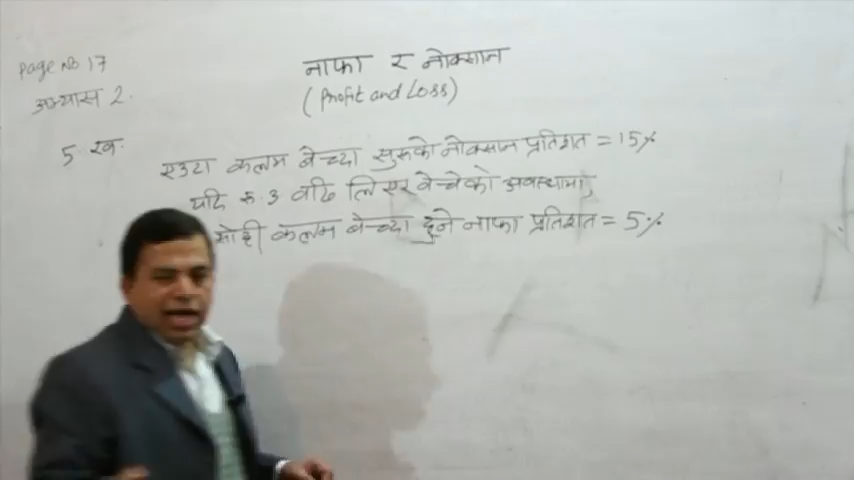 Page No 17
अभ्यास 2.
नाफा र नोक्सान
(Profit and Loss)
5. ख.
एउटा कलम बेच्दा सुरुको नोक्सान प्रतिशत = 15%
यदि रु. 3 बढि लिएर बेचेको अवस्थामा,
सोही कलम बेच्दा हुने नाफा प्रतिशत = 5%